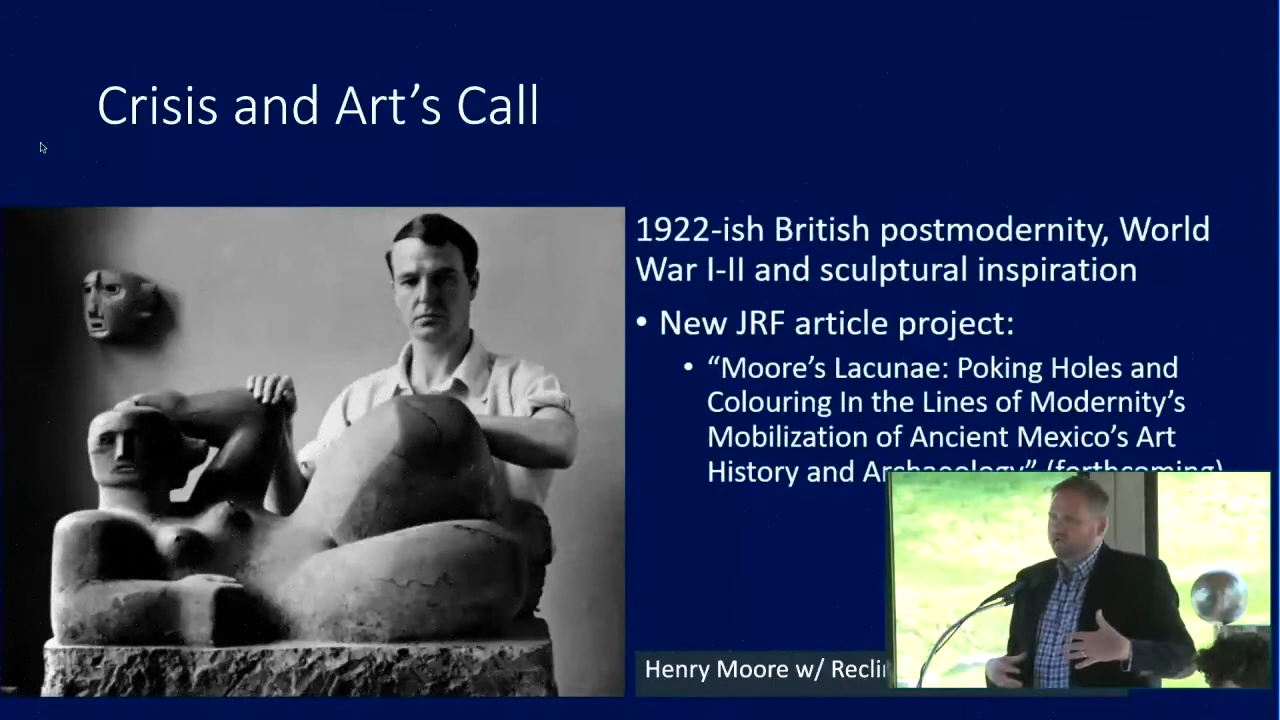 Crisis and Art’s Call
1922-ish British postmodernity, World
War I-II and sculptural inspiration
• New JRF article project:
• “Moore’s Lacunae: Poking Holes and
Colouring In the Lines of Modernity’s
Mobilization of Ancient Mexico’s Art
History and Archaeology” (forthcoming)
Henry Moore w/